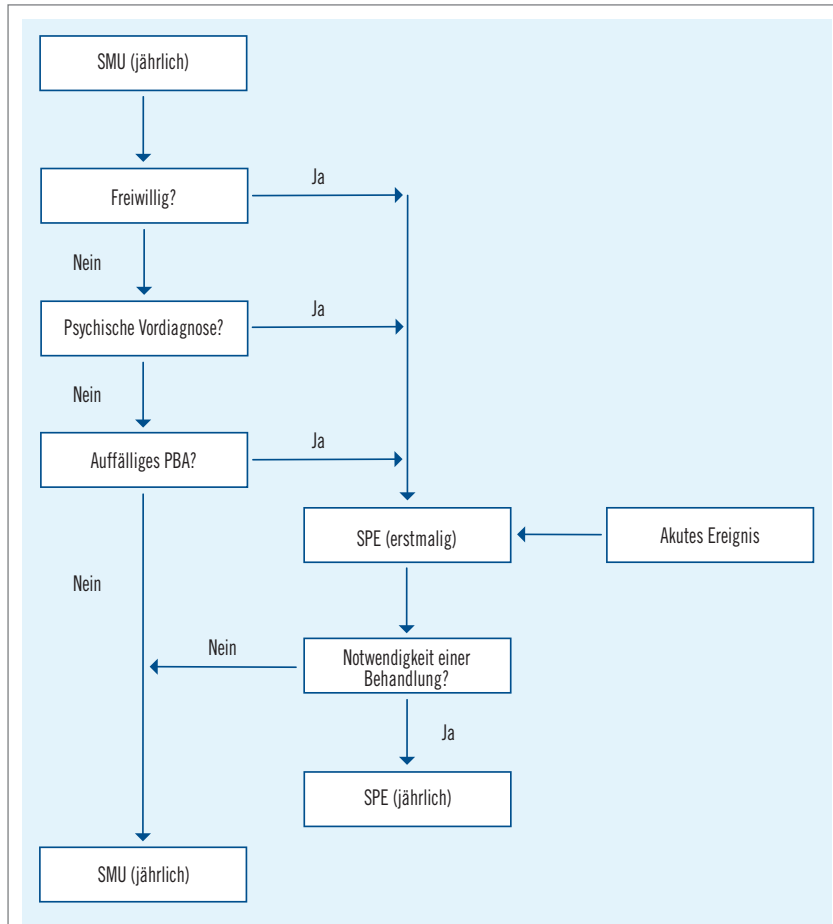 SMU (jährlich)
Freiwillig?
Ja
Nein
Psychische Vordiagnose?
Ja
Nein
Auffälliges PBA?
Ja
SPE (erstmalig)
Akutes Ereignis
Nein
Nein
Notwendigkeit einer
Behandlung?
Ja
SPE (jährlich)
SMU (jährlich)